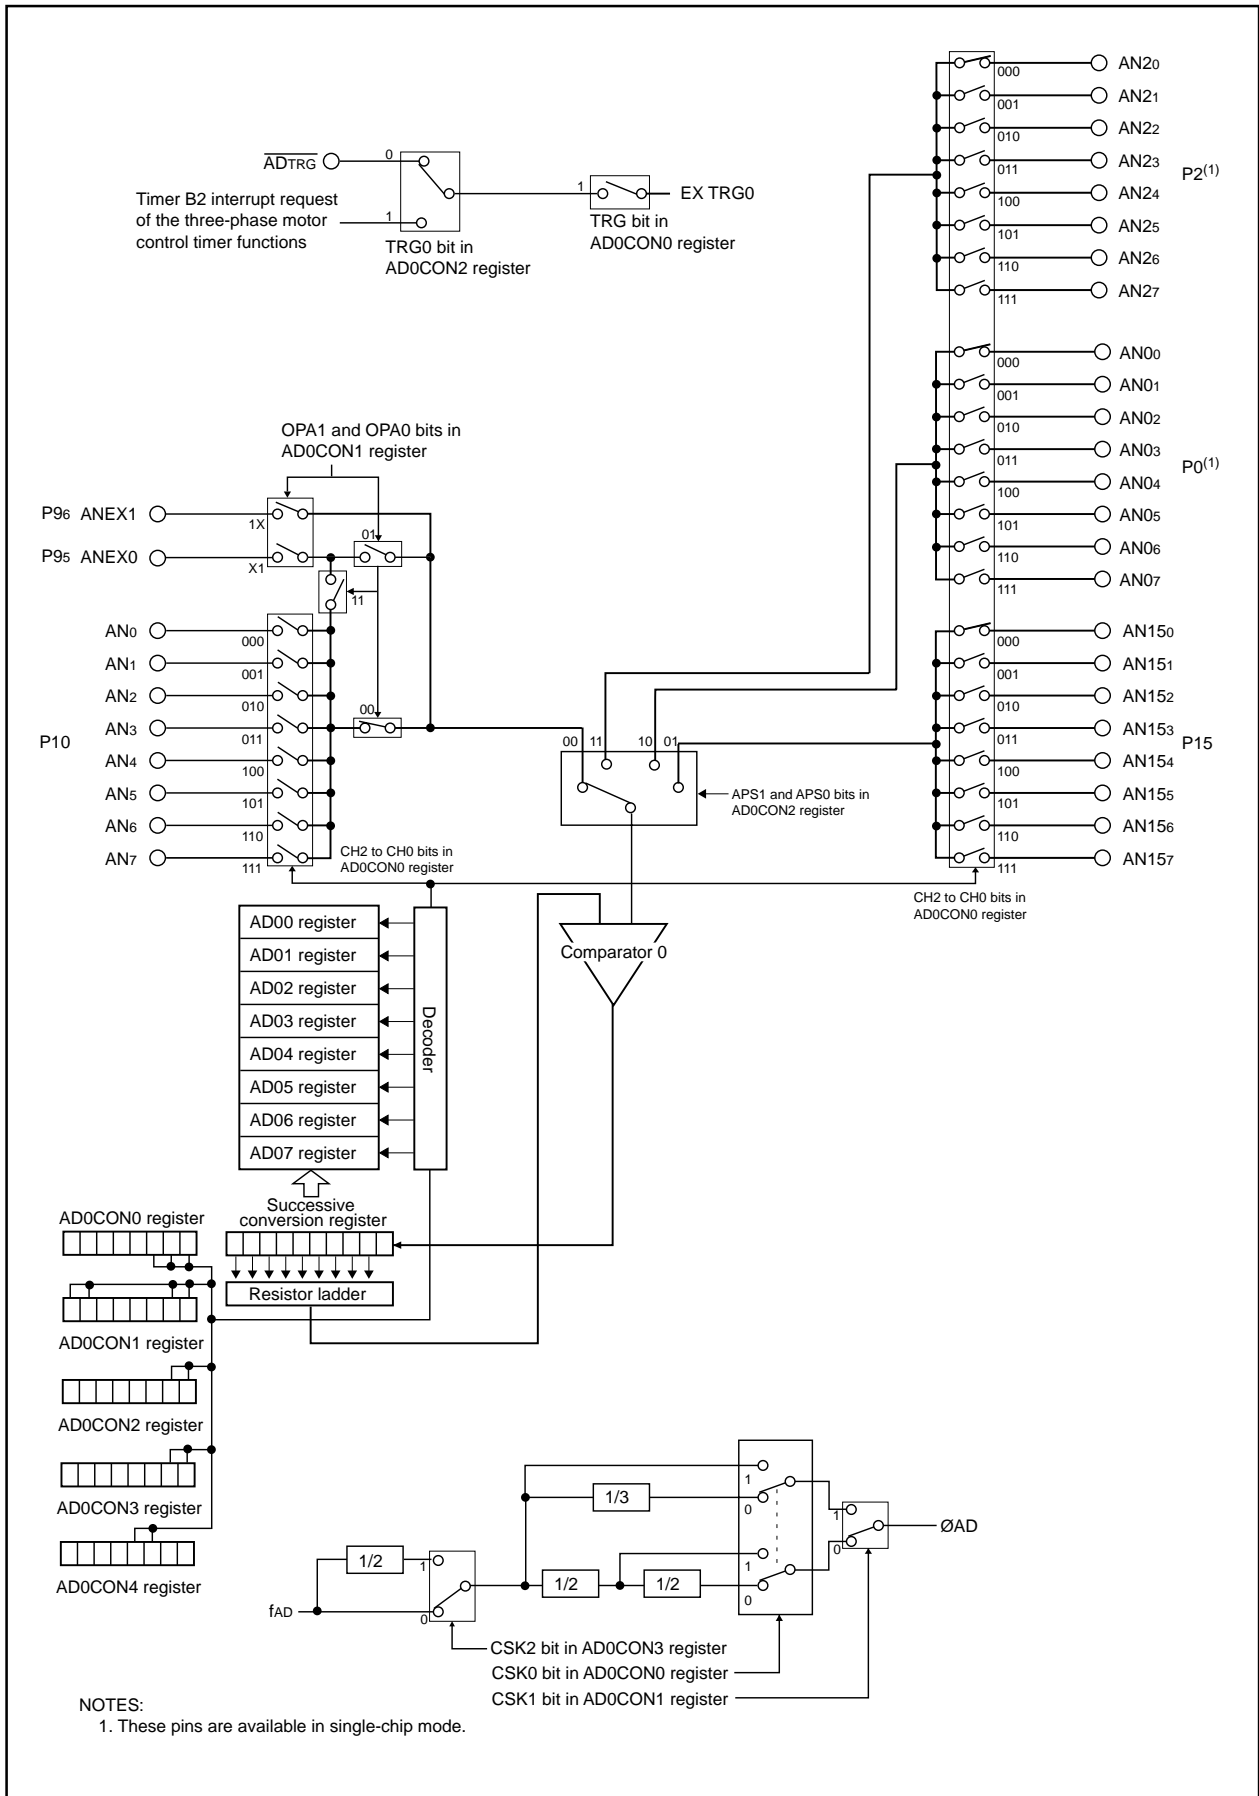 AN20
000
AN21
001
AN22
010
AN23
011
P2(1)
AN24
100
AN25
101
AN26
110
AN27
111
ADTRG
0
Timer B2 interrupt request
of the three-phase motor
control timer functions
1
TRG0 bit in
AD0CON2 register
1
EX TRG0
TRG bit in
AD0CON0 register
AN00
000
AN01
001
AN02
010
AN03
011
P0(1)
AN04
100
AN05
101
AN06
110
AN07
111
OPA1 and OPA0 bits in
AD0CON1 register
P96 ANEX1
1X
P95 ANEX0
X1
01
11
AN0
000
AN1
001
AN2
010
AN3
011
P10
AN4
100
AN5
101
AN6
110
AN7
111
00
CH2 to CH0 bits in
AD0CON0 register
00 11 10 01
APS1 and APS0 bits in
AD0CON2 register
AN150
000
AN151
001
AN152
010
AN153
011
P15
AN154
100
AN155
101
AN156
110
AN157
111
CH2 to CH0 bits in
AD0CON0 register
AD00 register
AD01 register
AD02 register
AD03 register
AD04 register
AD05 register
AD06 register
AD07 register
Decoder
Comparator 0
Successive
conversion register
Resistor ladder
AD0CON0 register
AD0CON1 register
AD0CON2 register
AD0CON3 register
AD0CON4 register
fAD
1/2
1
0
1/3
1/2
1/2
1
0
1
0
1
0
ØAD
CSK2 bit in AD0CON3 register
CSK0 bit in AD0CON0 register
CSK1 bit in AD0CON1 register
NOTES:
1. These pins are available in single-chip mode.